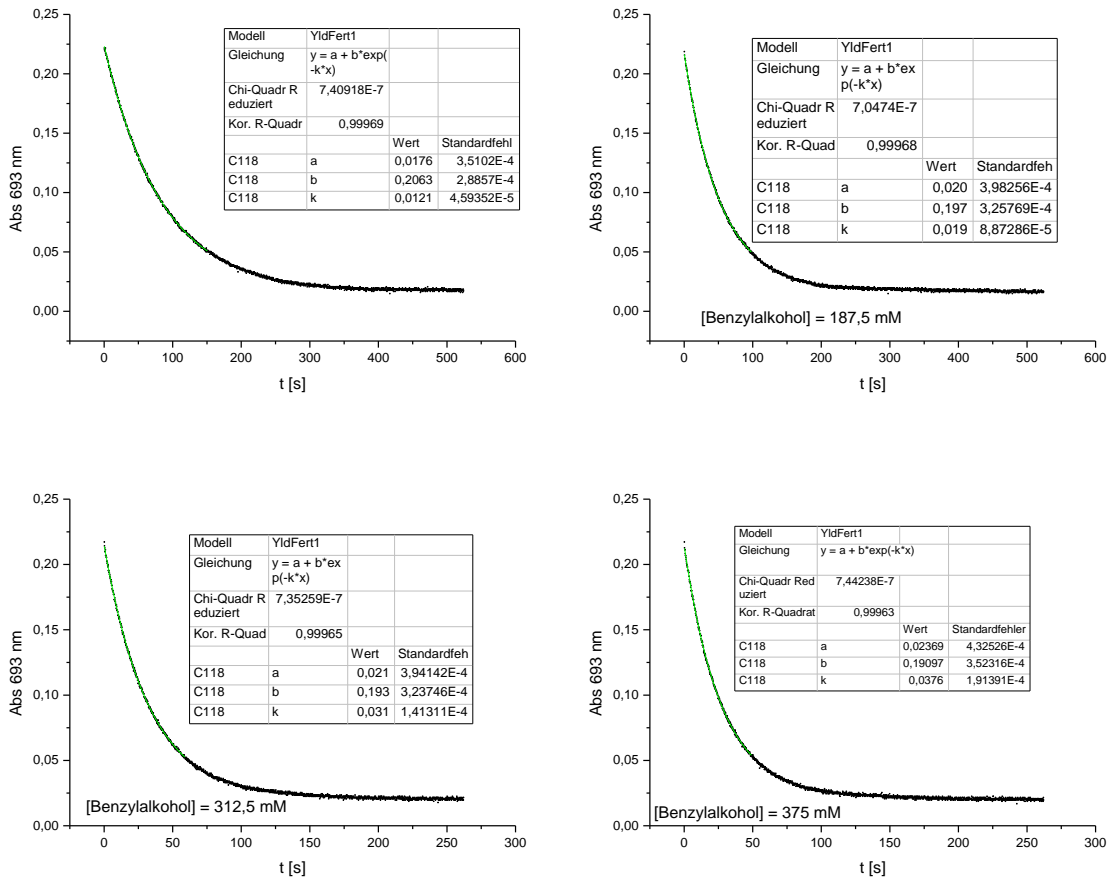 0,25
0,20
0,15
0,10
0,05
0,00
Abs 693 nm
0 100 200 300 400 500 600
t [s]
Modell YldFert1
Gleichung y = a + b*exp(
-k*x)
Chi-Quadr R
eduziert 7,40918E-7
Kor. R-Quadr 0,99969
Wert Standardfehl
C118 a 0,0176 3,5102E-4
C118 b 0,2063 2,8857E-4
C118 k 0,0121 4,59352E-5
0,25
0,20
0,15
0,10
0,05
0,00
Abs 693 nm
0 100 200 300 400 500 600
t [s]
Modell YldFert1
Gleichung y = a + b*ex
p(-k*x)
Chi-Quadr R
eduziert 7,0474E-7
Kor. R-Quad 0,99968
Wert Standardfeh
C118 a 0,020 3,98256E-4
C118 b 0,197 3,25769E-4
C118 k 0,019 8,87286E-5
[Benzylalkohol] = 187,5 mM
0,25
0,20
0,15
0,10
0,05
0,00
Abs 693 nm
0 50 100 150 200 250 300
t [s]
Modell YldFert1
Gleichung y = a + b*ex
p(-k*x)
Chi-Quadr R
eduziert 7,35259E-7
Kor. R-Quad 0,99965
Wert Standardfeh
C118 a 0,021 3,94142E-4
C118 b 0,193 3,23746E-4
C118 k 0,031 1,41311E-4
[Benzylalkohol] = 312,5 mM
0,25
0,20
0,15
0,10
0,05
0,00
Abs 693 nm
0 50 100 150 200 250 300
t [s]
Modell YldFert1
Gleichung y = a + b*exp(-k*x)
Chi-Quadr Red
uziert 7,44238E-7
Kor. R-Quadrat 0,99963
Wert Standardfehler
C118 a 0,02369 4,32526E-4
C118 b 0,19097 3,52316E-4
C118 k 0,0376 1,91391E-4
[Benzylalkohol] = 375 mM